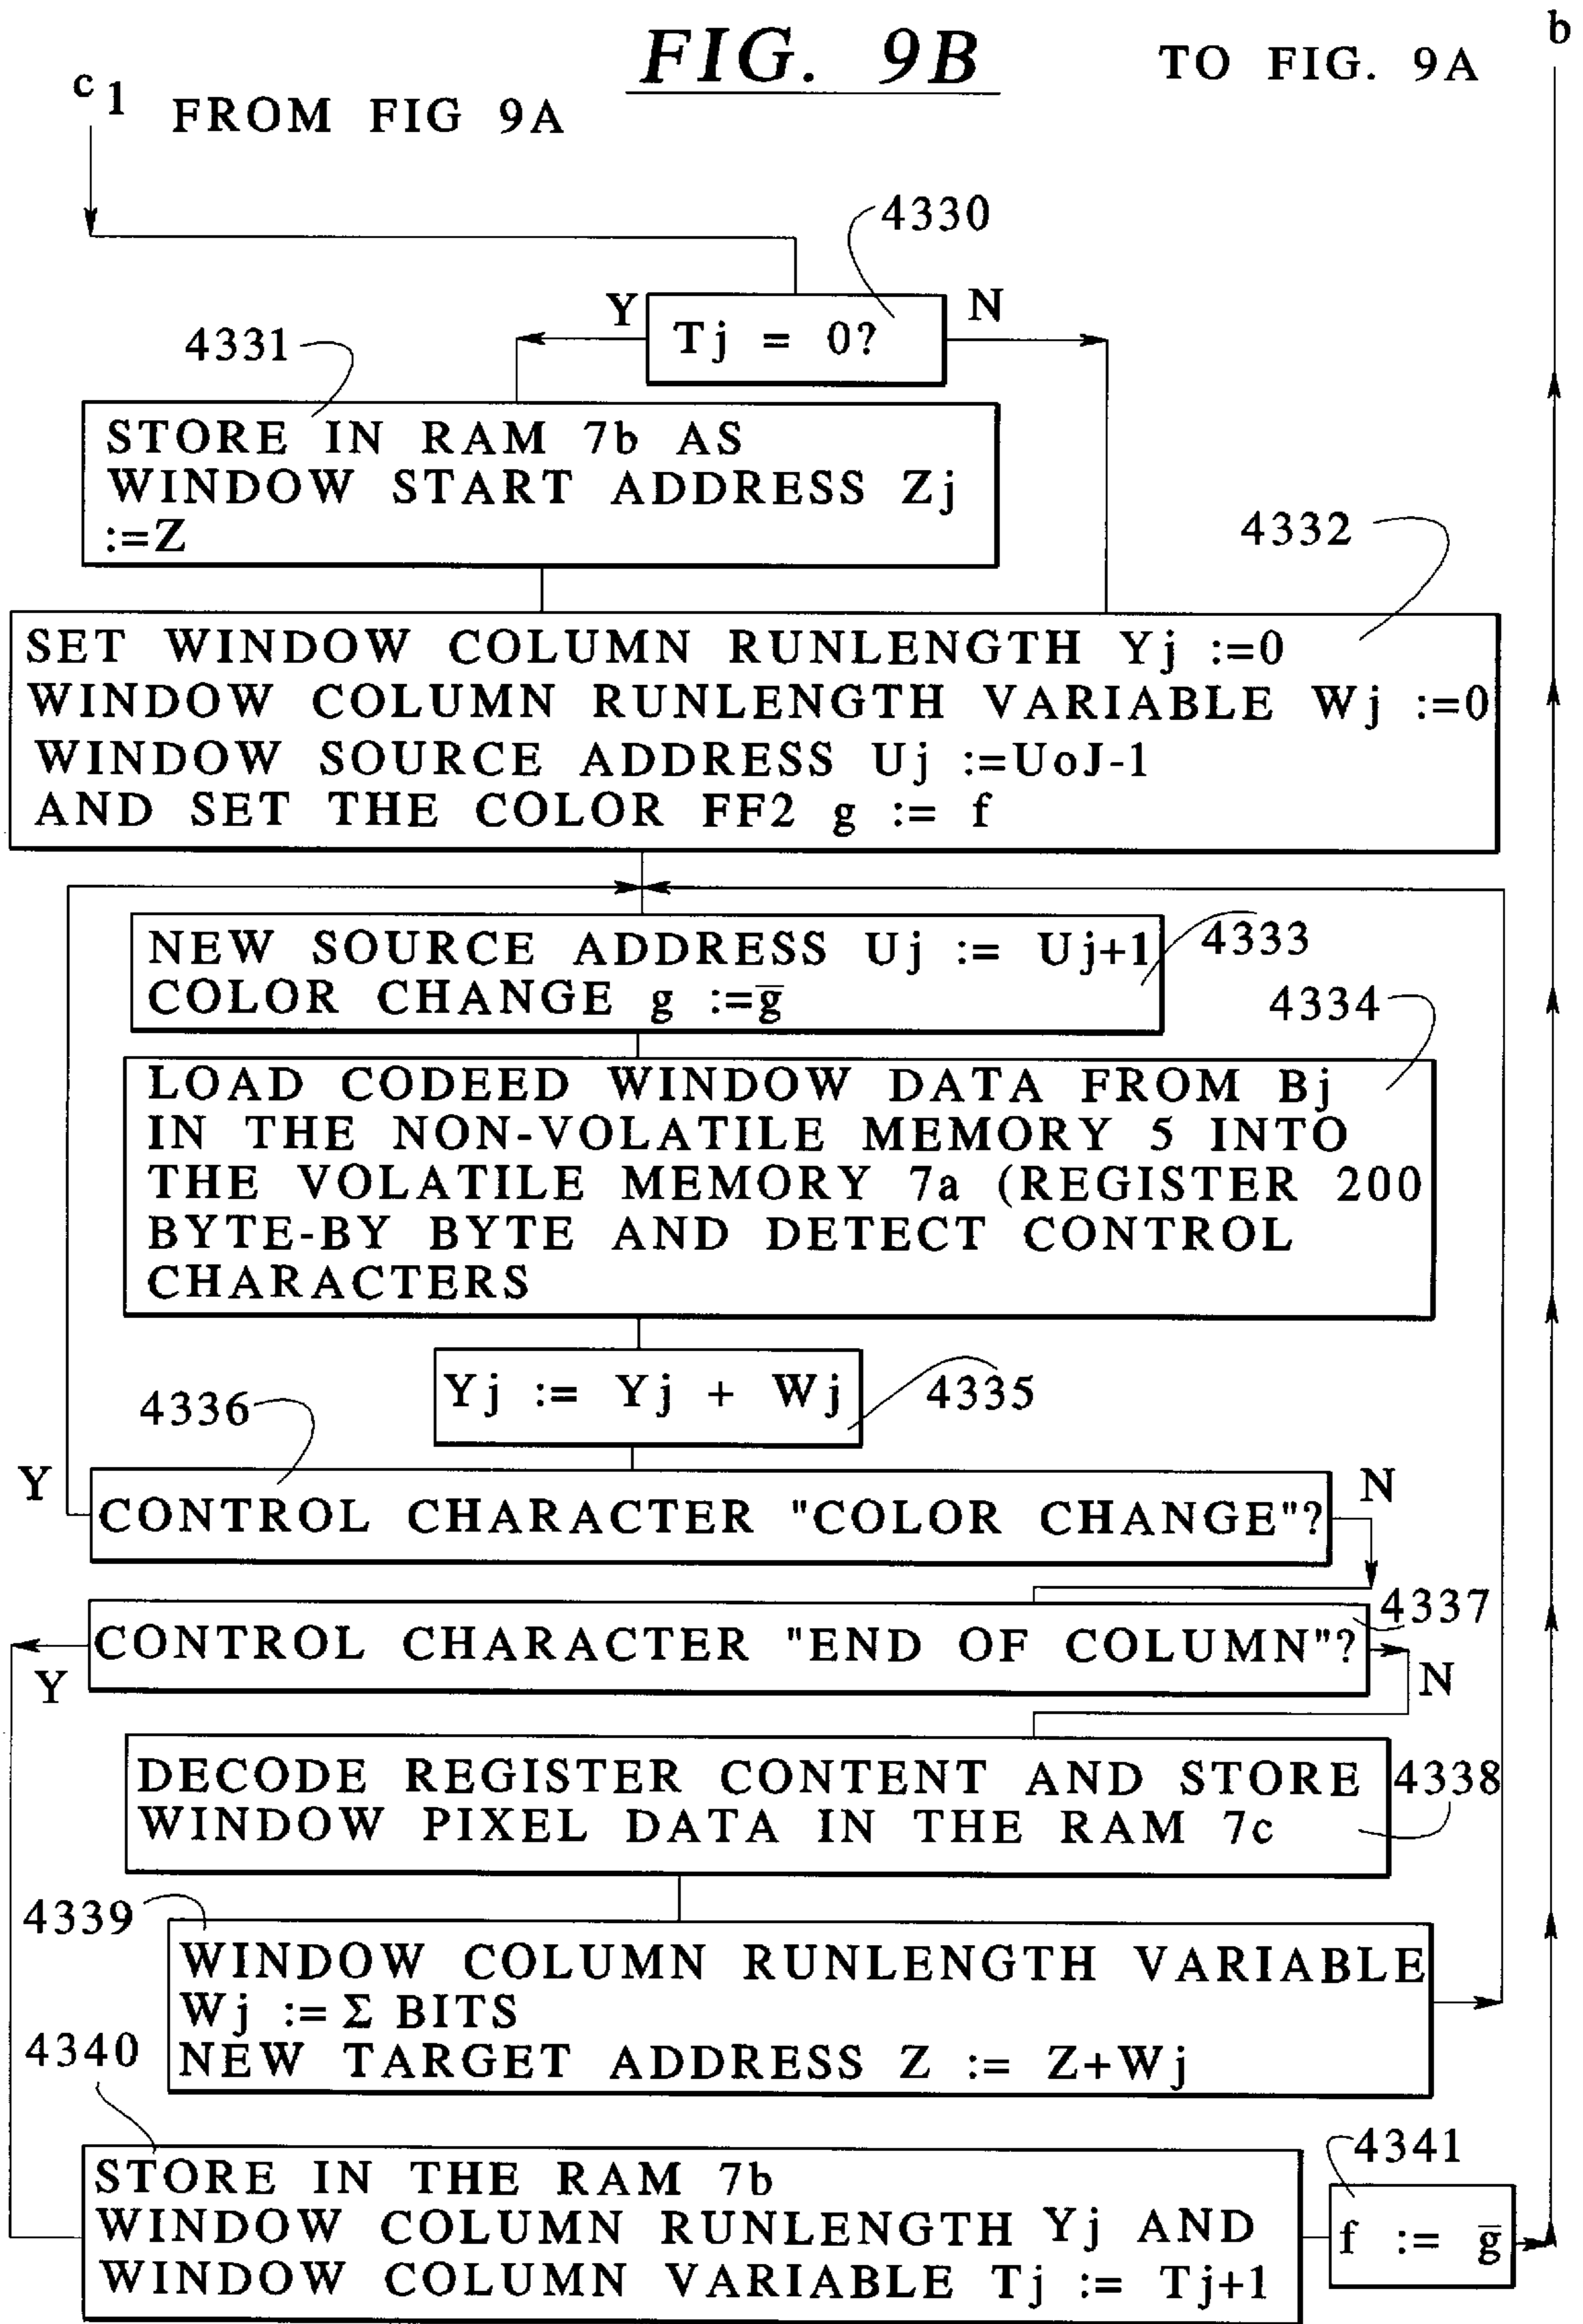 FIG. 9B
TO FIG. 9A
b
c1 FROM FIG 9A
4330
Y
Tj = 0?
N
4331
STORE IN RAM 7b AS
WINDOW START ADDRESS Zj
:=Z
4332
SET WINDOW COLUMN RUNLENGTH Yj :=0
WINDOW COLUMN RUNLENGTH VARIABLE Wj :=0
WINDOW SOURCE ADDRESS Uj :=UoJ-1
AND SET THE COLOR FF2 g := f
NEW SOURCE ADDRESS Uj := Uj+1
COLOR CHANGE g :=g̅
4333
4334
LOAD CODEED WINDOW DATA FROM Bj
IN THE NON-VOLATILE MEMORY 5 INTO
THE VOLATILE MEMORY 7a (REGISTER 200
BYTE-BY BYTE AND DETECT CONTROL
CHARACTERS
Yj := Yj + Wj
4335
4336
Y
CONTROL CHARACTER "COLOR CHANGE"?
N
4337
CONTROL CHARACTER "END OF COLUMN"?
Y
N
DECODE REGISTER CONTENT AND STORE
WINDOW PIXEL DATA IN THE RAM 7c
4338
4339
WINDOW COLUMN RUNLENGTH VARIABLE
Wj := Σ BITS
NEW TARGET ADDRESS Z := Z+Wj
4340
STORE IN THE RAM 7b
WINDOW COLUMN RUNLENGTH Yj AND
WINDOW COLUMN VARIABLE Tj := Tj+1
4341
f := g̅